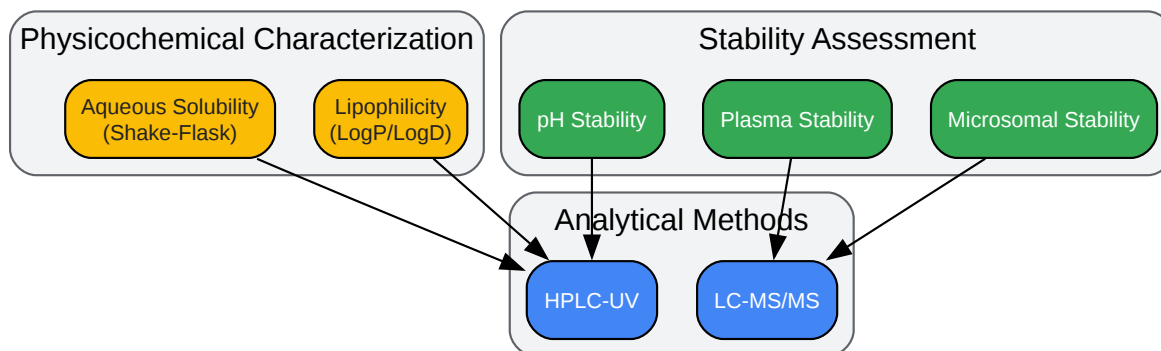 Physicochemical Characterization
Aqueous Solubility
(Shake-Flask)
Lipophilicity
(LogP/LogD)
Stability Assessment
pH Stability
Plasma Stability
Microsomal Stability
Analytical Methods
HPLC-UV
LC-MS/MS